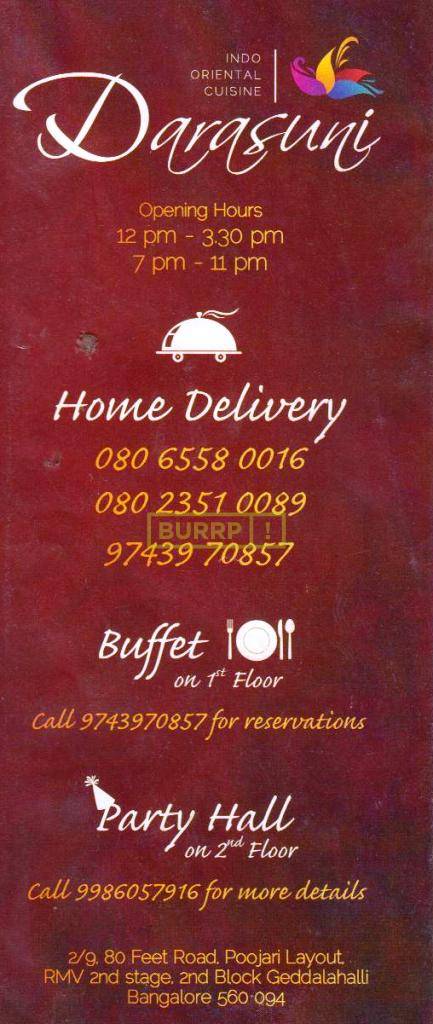 INDO
ORIENTAL
CUISINE
Darasuni
Opening Hours
12 pm - 3.30 pm
7 pm - 11 pm
Home Delivery
080 6558 0016
080 2351 0089
BURRP!
97439 70857
Buffet
on 1st Floor
Call 9743970857 for reservations
Party Hall
on 2nd Floor
Call 9986057916 for more details
2/9, 80 Feet Road, Poojari Layout,
RMV 2nd stage, 2nd Block Geddalahalli
Bangalore 560 094